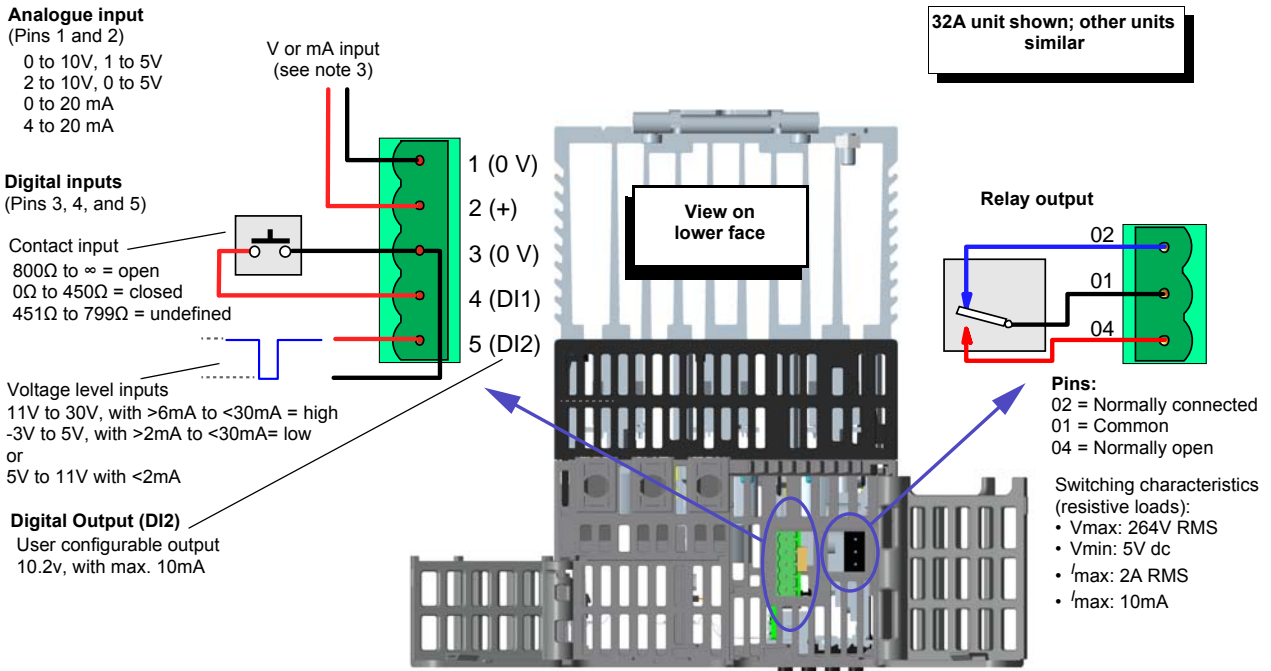 Analogue input
(Pins 1 and 2)
0 to 10V, 1 to 5V
2 to 10V, 0 to 5V
0 to 20 mA
4 to 20 mA
V or mA input
(see note 3)
Digital inputs
(Pins 3, 4, and 5)
Contact input
800Ω to ∞ = open
0Ω to 450Ω = closed
451Ω to 799Ω = undefined
Voltage level inputs
11V to 30V, with >6mA to <30mA = high
-3V to 5V, with >2mA to <30mA= low
or
5V to 11V with <2mA
Digital Output (DI2)
User configurable output
10.2v, with max. 10mA
1 (0 V)
2 (+)
3 (0 V)
4 (DI1)
5 (DI2)
View on
lower face
32A unit shown; other units
similar
Relay output
02
01
04
Pins:
02 = Normally connected
01 = Common
04 = Normally open
Switching characteristics
(resistive loads):
• Vmax: 264V RMS
• Vmin: 5V dc
• Imax: 2A RMS
• Imax: 10mA